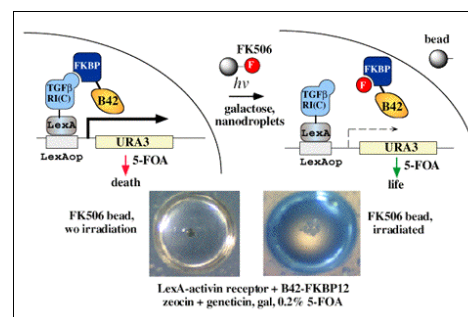 FKBP
TGFβ
RI(C)
B42
LexA
LexAop
URA3
5-FOA
death
FK506
F
hν
galactose,
nanodroplets
bead
FKBP
F
TGFβ
RI(C)
B42
LexA
LexAop
URA3
5-FOA
life
FK506 bead,
wo irradiation
FK506 bead,
irradiated
LexA-activin receptor + B42-FKBP12
zeocin + geneticin, gal, 0.2% 5-FOA